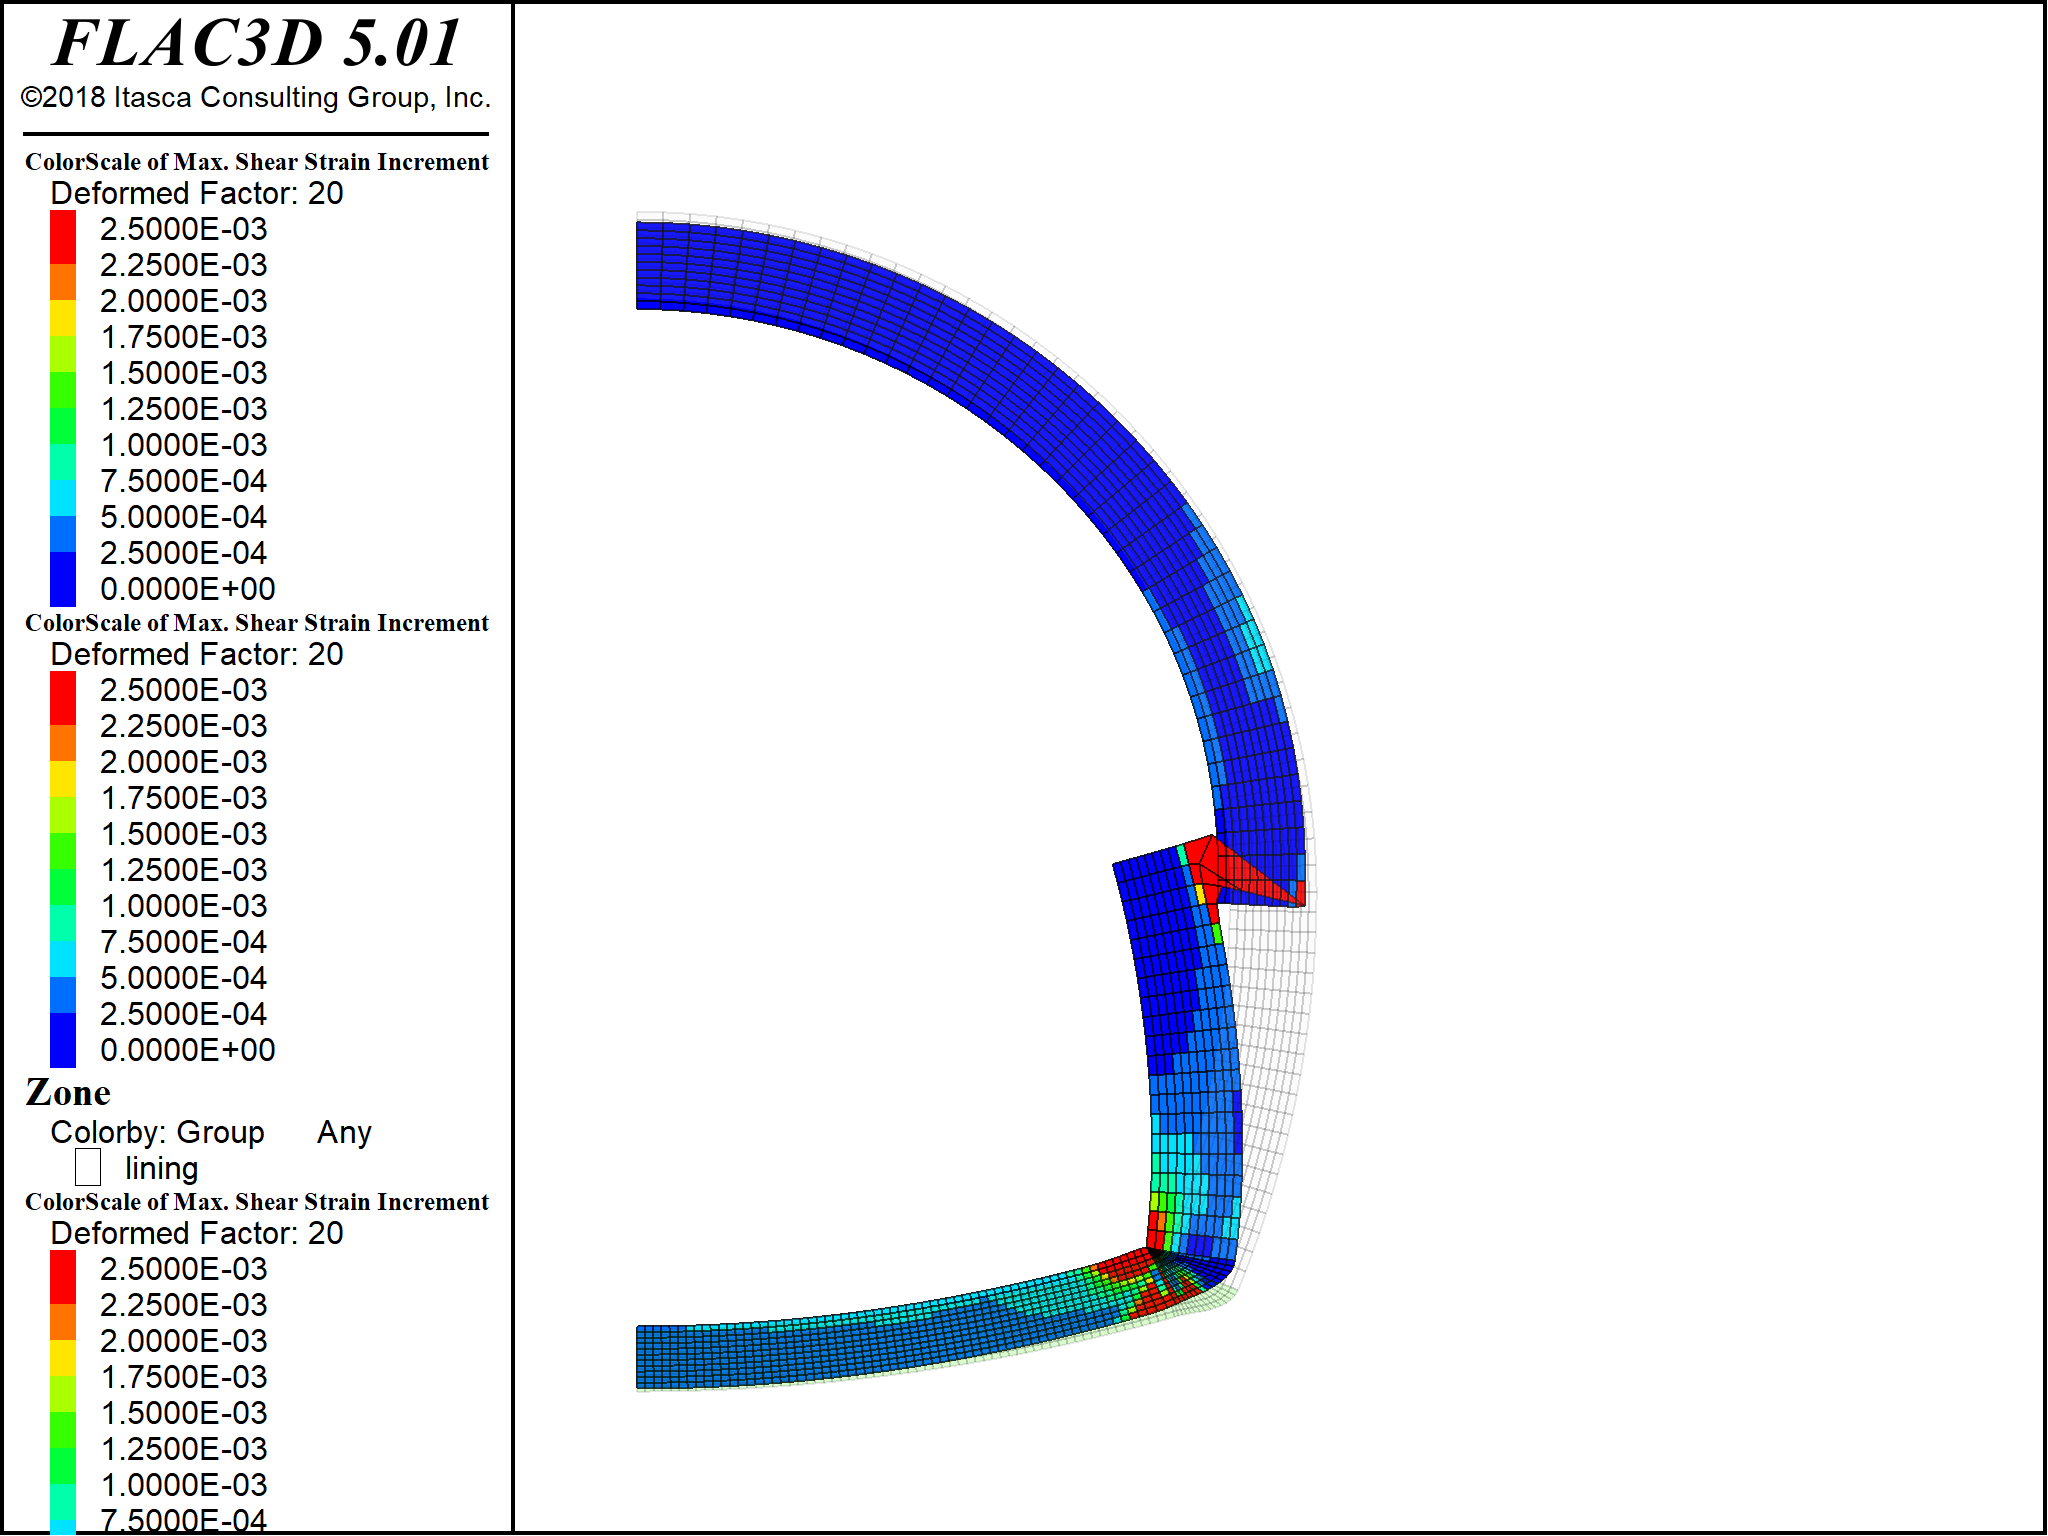 FLAC3D 5.01
©2018 Itasca Consulting Group, Inc.
ColorScale of Max. Shear Strain Increment
Deformed Factor: 20
2.5000E-03
2.2500E-03
2.0000E-03
1.7500E-03
1.5000E-03
1.2500E-03
1.0000E-03
7.5000E-04
5.0000E-04
2.5000E-04
0.0000E+00
ColorScale of Max. Shear Strain Increment
Deformed Factor: 20
2.5000E-03
2.2500E-03
2.0000E-03
1.7500E-03
1.5000E-03
1.2500E-03
1.0000E-03
7.5000E-04
5.0000E-04
2.5000E-04
0.0000E+00
Zone
Colorby: Group Any
lining
ColorScale of Max. Shear Strain Increment
Deformed Factor: 20
2.5000E-03
2.2500E-03
2.0000E-03
1.7500E-03
1.5000E-03
1.2500E-03
1.0000E-03
7.5000E-04